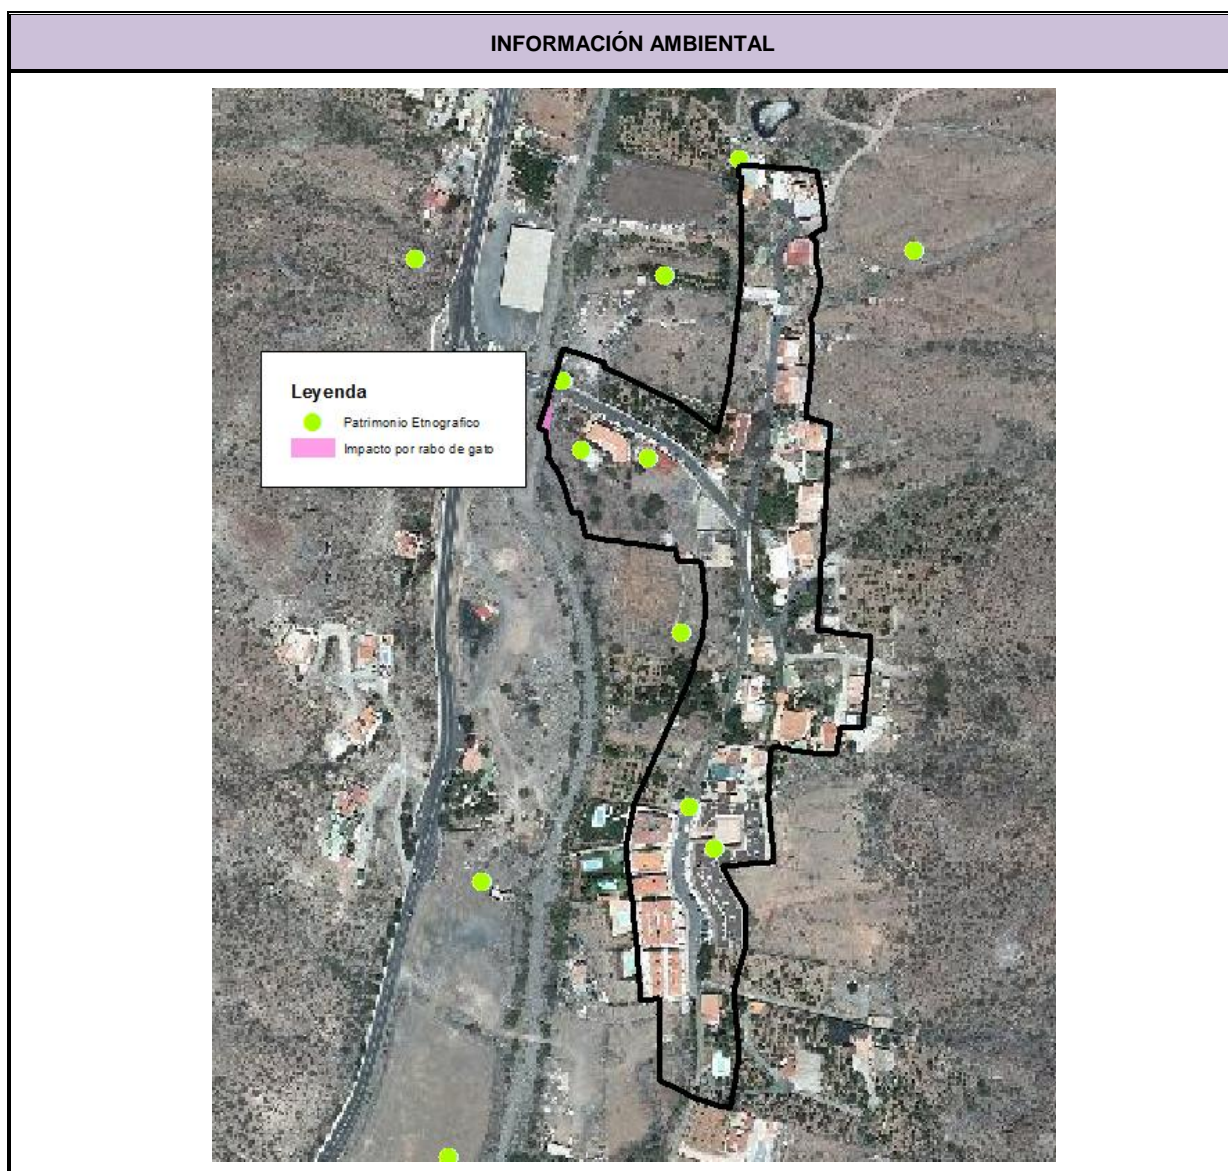 INFORMACIÓN AMBIENTAL
Leyenda
Patrimonio Etnografico
Impacto por rabo de gato